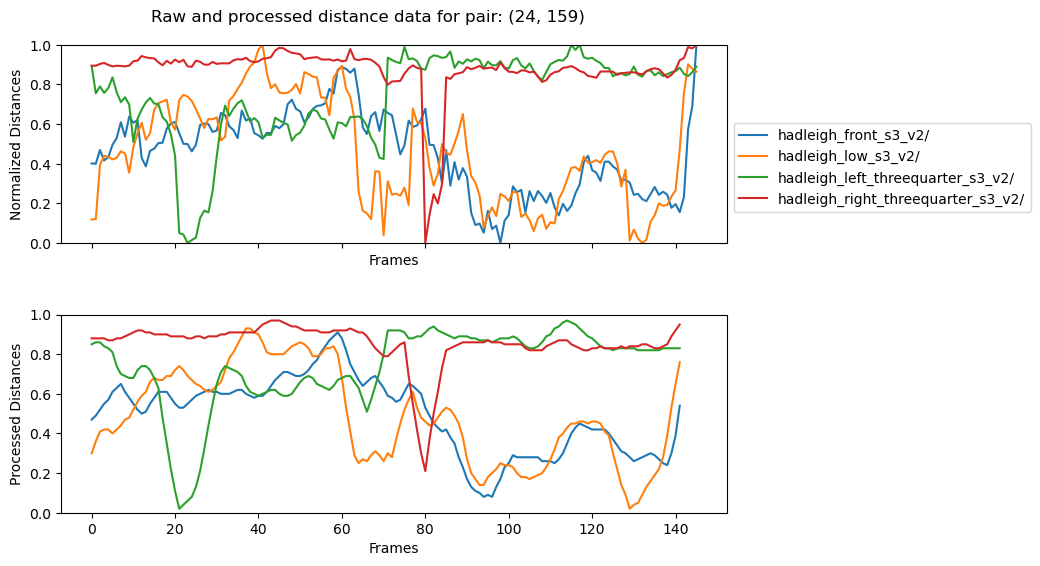 Raw and processed distance data for pair: (24, 159)
Normalized Distances
1.0
0.8
0.6
0.4
0.2
0.0
Frames
hadleigh_front_s3_v2/
hadleigh_low_s3_v2/
hadleigh_left_threequarter_s3_v2/
hadleigh_right_threequarter_s3_v2/
Processed Distances
1.0
0.8
0.6
0.4
0.2
0.0
0 20 40 60 80 100 120 140
Frames